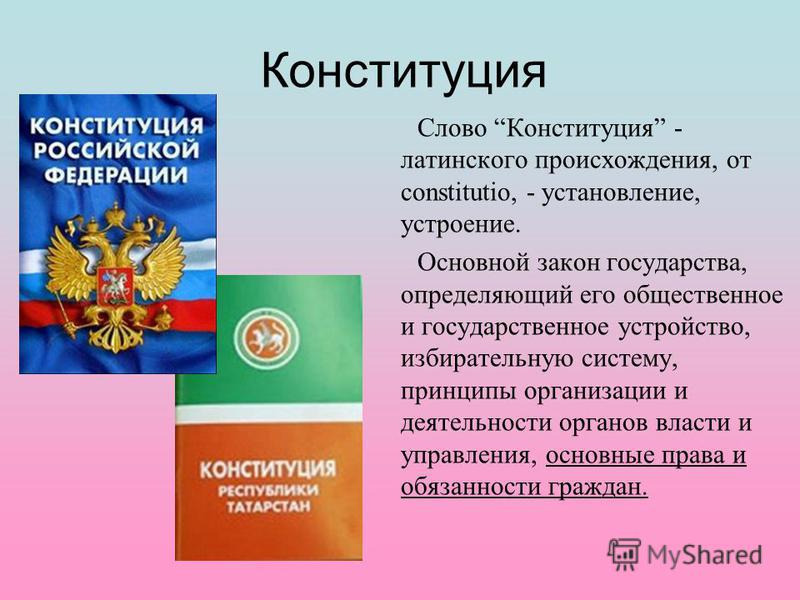 Конституция
КОНСТИТУЦИЯ
РОССИЙСКОЙ
ФЕДЕРАЦИИ
КОНСТИТУЦИЯ
РЕСПУБЛИКИ
ТАТАРСТАН
Слово “Конституция” -
латинского происхождения, от
constitutio, - установление,
устроение.
Основной закон государства,
определяющий его общественное
и государственное устройство,
избирательную систему,
принципы организации и
деятельности органов власти и
управления, основные права и
обязанности граждан.
MyShared